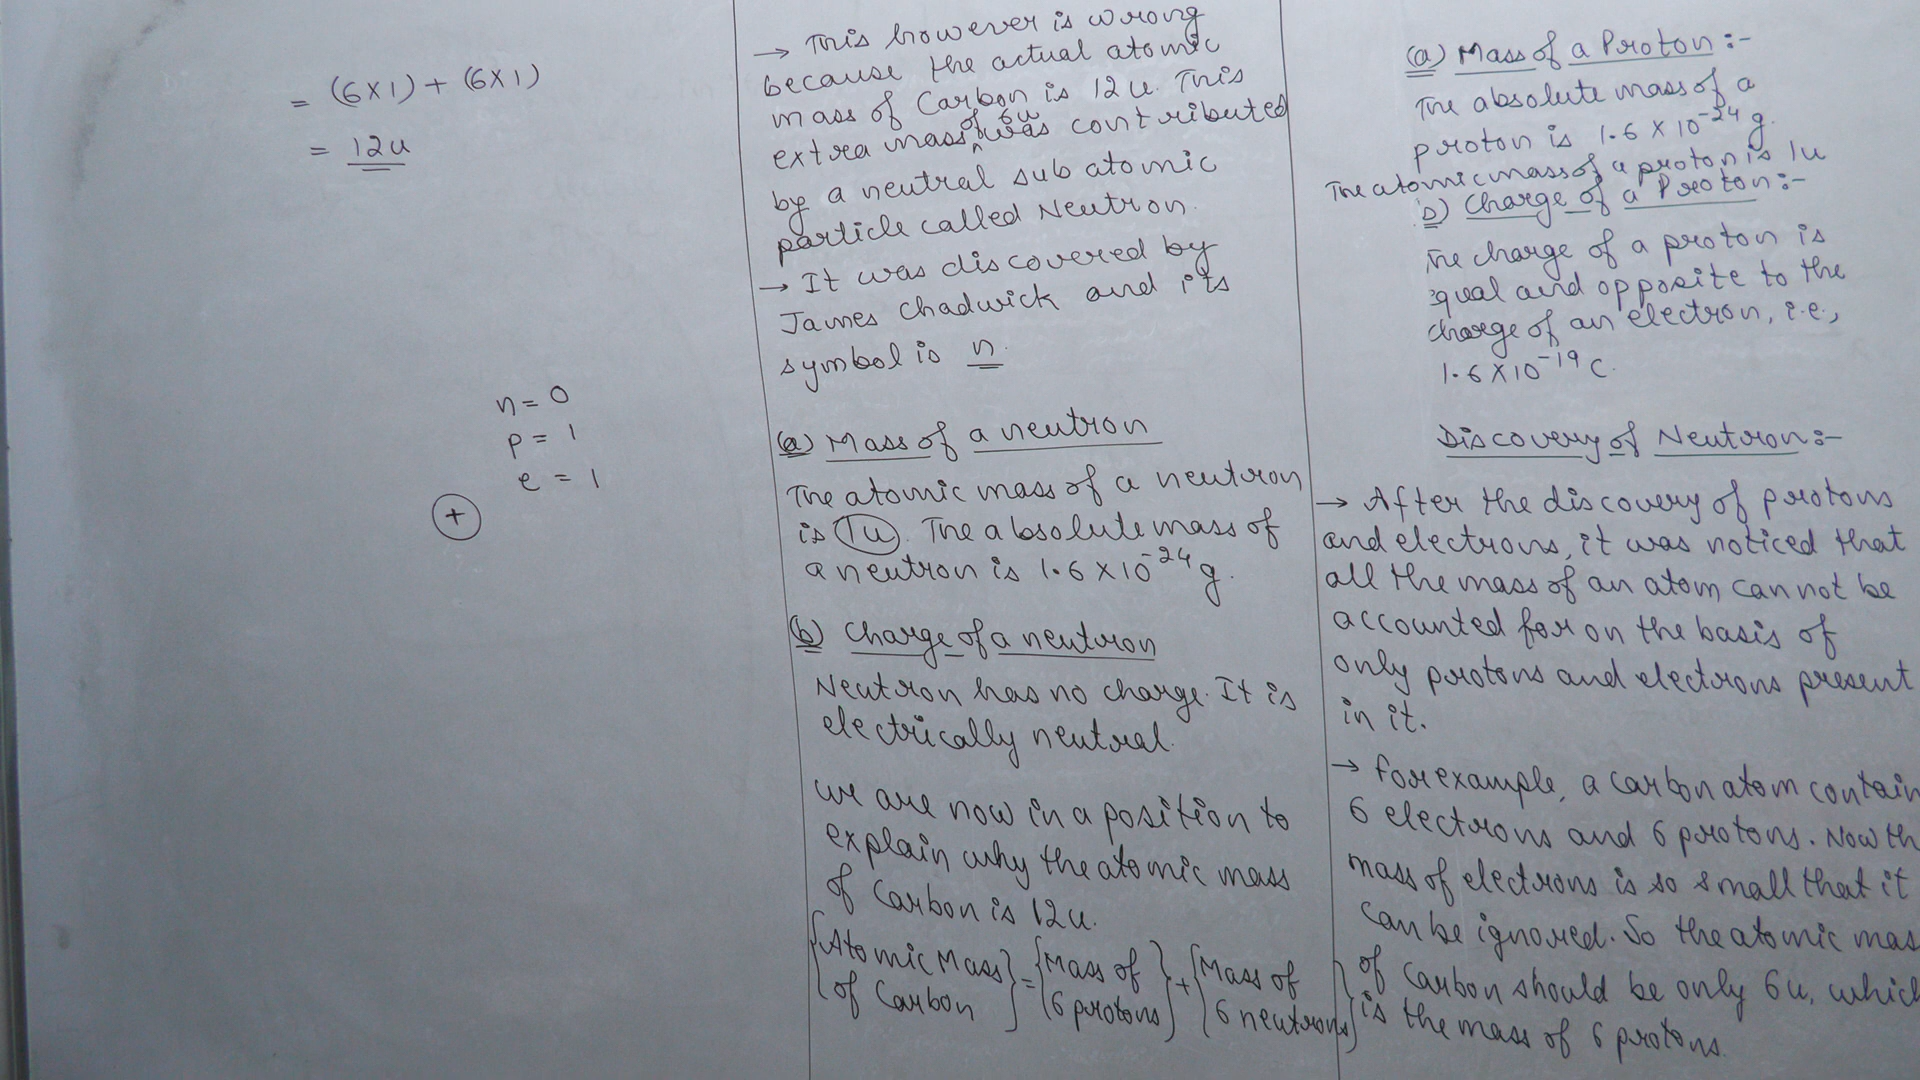 (a) Mass of a Proton :-
The absolute mass of a
proton is 1.6 X 10⁻²⁴ g.
The atomic mass of a proton is 1u
b) Charge of a Proton :-
The charge of a proton is
equal and opposite to the
charge of an electron, i.e.,
1.6 X 10⁻¹⁹ C.
Discovery of Neutron :-
→ After the discovery of protons
and electrons, it was noticed that
all the mass of an atom cannot be
accounted for on the basis of
only protons and electrons present
in it.
→ For example, a carbon atom contain
6 electrons and 6 protons. Now th
mass of electrons is so small that it
can be ignored. So the atomic mas
of Carbon should be only 6u, which
is the mass of 6 protons.
→ This however is wrong
because the actual atomic
mass of Carbon is 12 u. This
extra mass of 6u was contributed
by a neutral sub atomic
particle called Neutron.
→ It was discovered by
James Chadwick and its
symbol is n.
(a) Mass of a neutron
The atomic mass of a neutron
is 1u. The absolute mass of
a neutron is 1.6 X 10⁻²⁴ g.
(b) Charge of a neutron
Neutron has no charge. It is
electrically neutral.
We are now in a position to
explain why the atomic mass
of Carbon is 12u.
{Atomic Mass} = {Mass of} + {Mass of}
{of Carbon} {6 protons} {6 neutrons}
= (6 X 1) + (6 X 1)
= 12u
n = 0
p = 1
e = 1
+